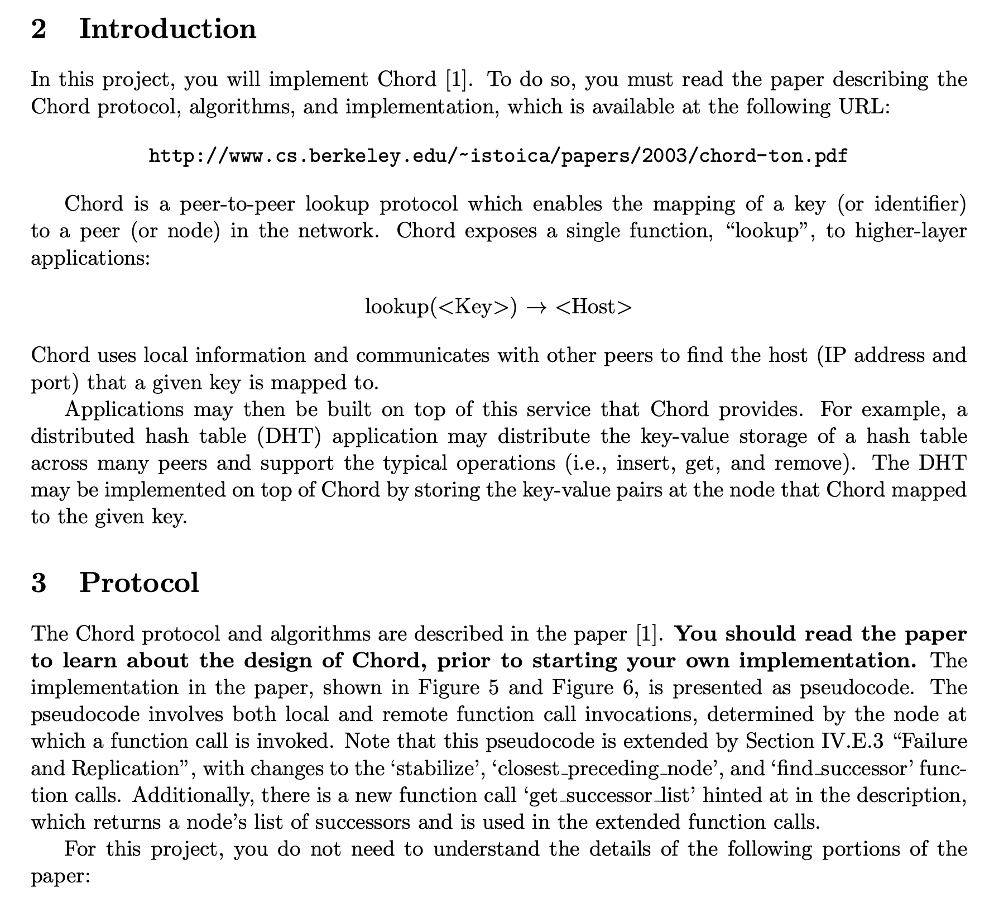 2 Introduction
In this project, you will implement Chord [1]. To do so, you must read the paper describing the
Chord protocol, algorithms, and implementation, which is available at the following URL:
http://www.cs.berkeley.edu/~istoica/papers/2003/chord-ton.pdf
Chord is a peer-to-peer lookup protocol which enables the mapping of a key (or identifier)
to a peer (or node) in the network. Chord exposes a single function, “lookup”, to higher-layer
applications:
lookup(<Key>) → <Host>
Chord uses local information and communicates with other peers to find the host (IP address and
port) that a given key is mapped to.
Applications may then be built on top of this service that Chord provides. For example, a
distributed hash table (DHT) application may distribute the key-value storage of a hash table
across many peers and support the typical operations (i.e., insert, get, and remove). The DHT
may be implemented on top of Chord by storing the key-value pairs at the node that Chord mapped
to the given key.
3 Protocol
The Chord protocol and algorithms are described in the paper [1]. You should read the paper
to learn about the design of Chord, prior to starting your own implementation. The
implementation in the paper, shown in Figure 5 and Figure 6, is presented as pseudocode. The
pseudocode involves both local and remote function call invocations, determined by the node at
which a function call is invoked. Note that this pseudocode is extended by Section IV.E.3 “Failure
and Replication”, with changes to the ‘stabilize’, ‘closest_preceding_node’, and ‘find_successor’ func-
tion calls. Additionally, there is a new function call ‘get_successor_list’ hinted at in the description,
which returns a node’s list of successors and is used in the extended function calls.
For this project, you do not need to understand the details of the following portions of the
paper: